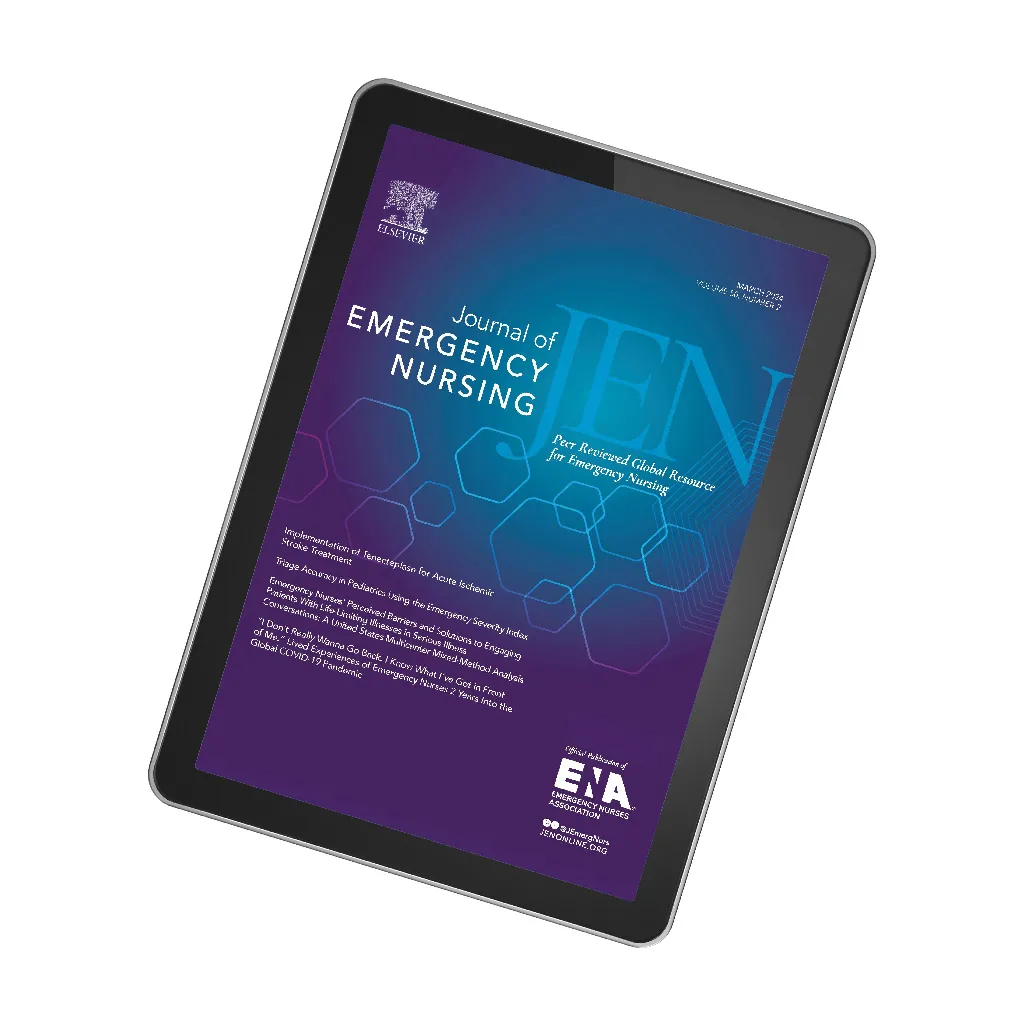 ELSEVIER
MARCH 2024
VOLUME 50, NUMBER 2
JEN
Journal of
EMERGENCY
NURSING
Peer Reviewed Global Resource
for Emergency Nursing
Implementation of Tenecteplase for Acute Ischemic
Stroke Treatment
Triage Accuracy in Pediatrics Using the Emergency Severity Index
Emergency Nurses' Perceived Barriers and Solutions to Engaging
Patients With Life-Limiting Illnesses in Serious Illness
Conversations: A United States Multicenter Mixed-Method Analysis
"I Don't Really Wanna Go Back. I Know What I've Got in Front
of Me." Lived Experiences of Emergency Nurses 2 Years Into the
Global COVID-19 Pandemic
Official Publication of
ENA
EMERGENCY NURSES
ASSOCIATION
@JEmergNurs
JENONLINE.ORG